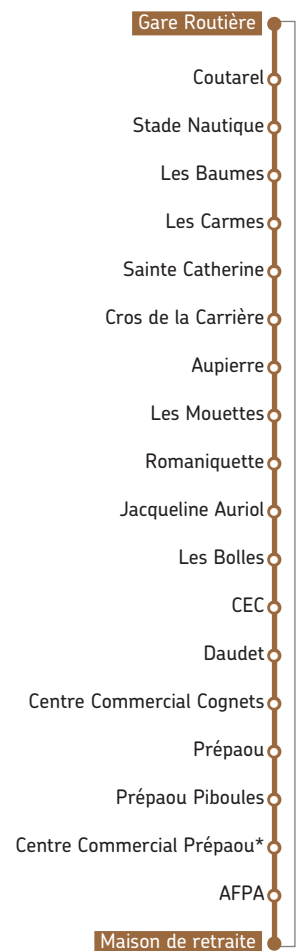 Gare Routière
Coutarel
Stade Nautique
Les Baumes
Les Carmes
Sainte Catherine
Cros de la Carrière
Aupierre
Les Mouettes
Romaniquette
Jacqueline Auriol
Les Bolles
CEC
Daudet
Centre Commercial Cognets
Prépaou
Prépaou Piboules
Centre Commercial Prépaou*
AFPA
Maison de retraite